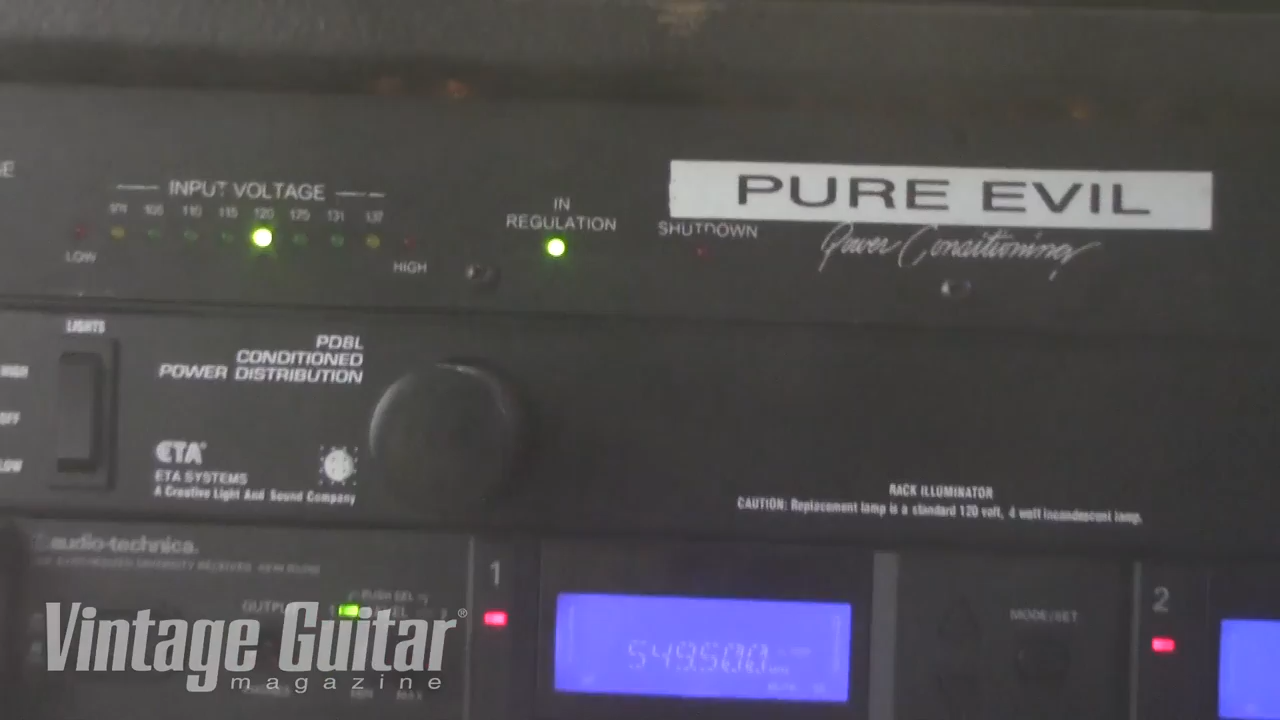 INPUT VOLTAGE
110 115 120 125 131 137
LOW
HIGH
IN
REGULATION
SHUTDOWN
PURE EVIL
Power Conditioning
LIGHTS
HIGH
OFF
LOW
PD8L
CONDITIONED
POWER DISTRIBUTION
ETA
ETA SYSTEMS
A Creative Light And Sound Company
RACK ILLUMINATOR
CAUTION: Replacement lamp is a standard 120 volt, 4 watt incandescent lamp.
audio-technica.
1
549.500
MODE/SET
2
Vintage Guitar®
magazine